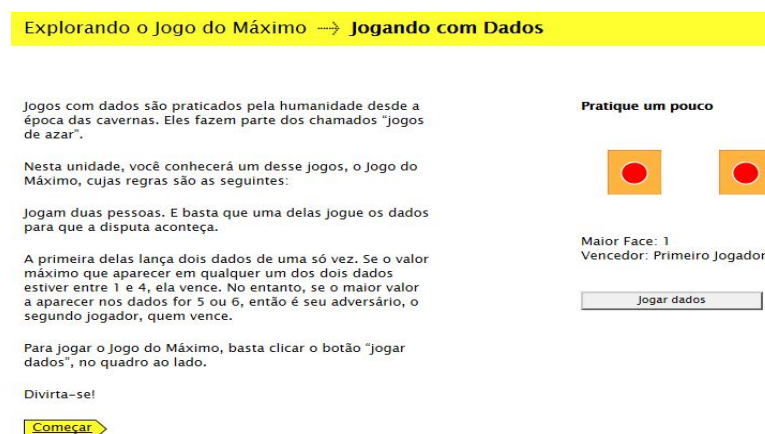 Explorando o Jogo do Máximo ---> Jogando com Dados
Jogos com dados são praticados pela humanidade desde a
época das cavernas. Eles fazem parte dos chamados “jogos
de azar”.
Nesta unidade, você conhecerá um desse jogos, o Jogo do
Máximo, cujas regras são as seguintes:
Jogam duas pessoas. E basta que uma delas jogue os dados
para que a disputa aconteça.
A primeira delas lança dois dados de uma só vez. Se o valor
máximo que aparecer em qualquer um dos dois dados
estiver entre 1 e 4, ela vence. No entanto, se o maior valor
a aparecer nos dados for 5 ou 6, então é seu adversário, o
segundo jogador, quem vence.
Para jogar o Jogo do Máximo, basta clicar o botão “jogar
dados”, no quadro ao lado.
Divirta-se!
Começar
Pratique um pouco
Maior Face: 1
Vencedor: Primeiro Jogador
Jogar dados